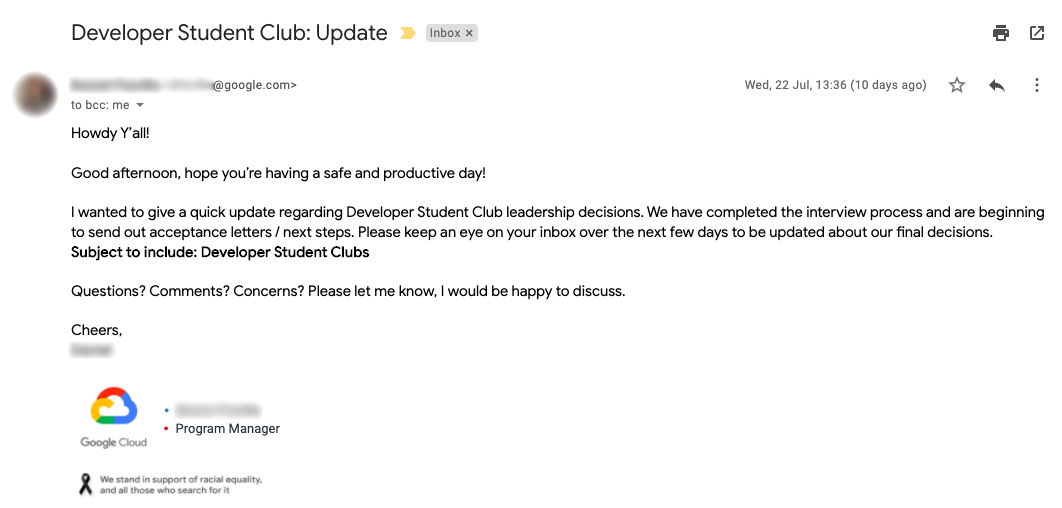 Developer Student Club: Update
Inbox ×
@google.com>
Wed, 22 Jul, 13:36 (10 days ago)
to bcc: me
Howdy Y'all!
Good afternoon, hope you're having a safe and productive day!
I wanted to give a quick update regarding Developer Student Club leadership decisions. We have completed the interview process and are beginning
to send out acceptance letters / next steps. Please keep an eye on your inbox over the next few days to be updated about our final decisions.
Subject to include: Developer Student Clubs
Questions? Comments? Concerns? Please let me know, I would be happy to discuss.
Cheers,
Google Cloud
• Program Manager
We stand in support of racial equality,
and all those who search for it